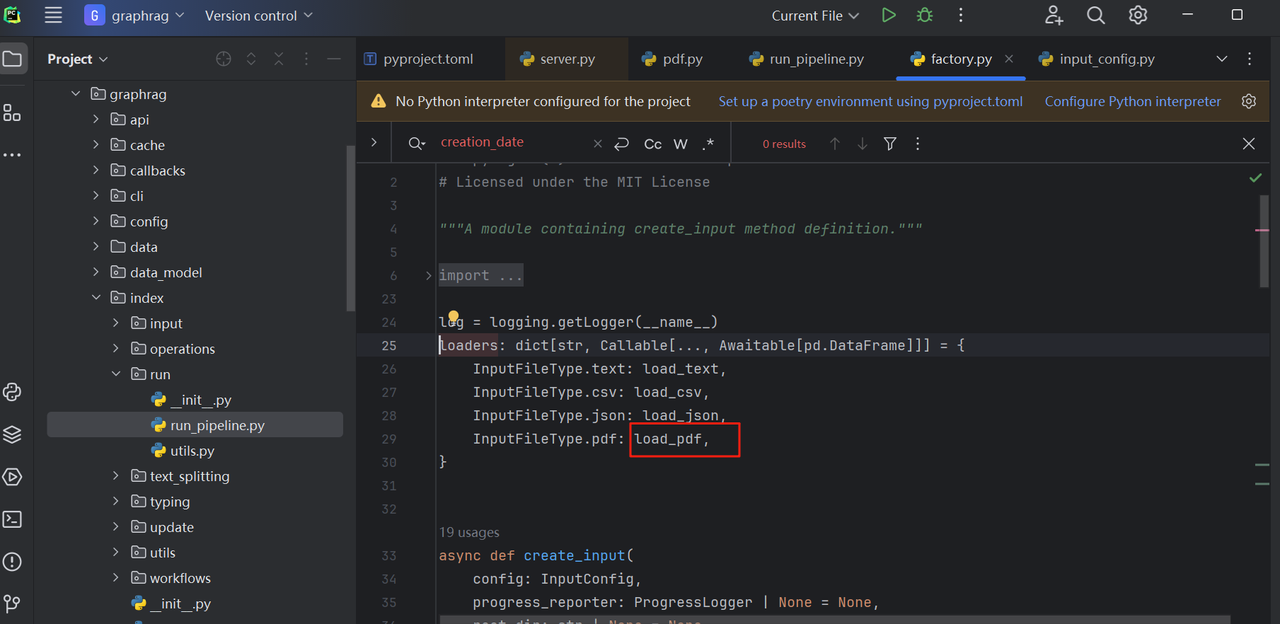 PC
G graphrag Version control Current File
Project
pyproject.toml server.py pdf.py run_pipeline.py factory.py input_config.py
No Python interpreter configured for the project Set up a poetry environment using pyproject.toml Configure Python interpreter
creation_date Cc W .* 0 results
graphrag
api
cache
callbacks
cli
config
data
data_model
index
input
operations
run
__init__.py
run_pipeline.py
utils.py
text_splitting
typing
update
utils
workflows
__init__.py
2 # Licensed under the MIT License
3
4 """A module containing create_input method definition."""
5
6 import ...
23
24 log = logging.getLogger(__name__)
25 loaders: dict[str, Callable[..., Awaitable[pd.DataFrame]]] = {
26 InputFileType.text: load_text,
27 InputFileType.csv: load_csv,
28 InputFileType.json: load_json,
29 InputFileType.pdf: load_pdf,
30 }
31
32
19 usages
33 async def create_input(
34 config: InputConfig,
35 progress_reporter: ProgressLogger | None = None,